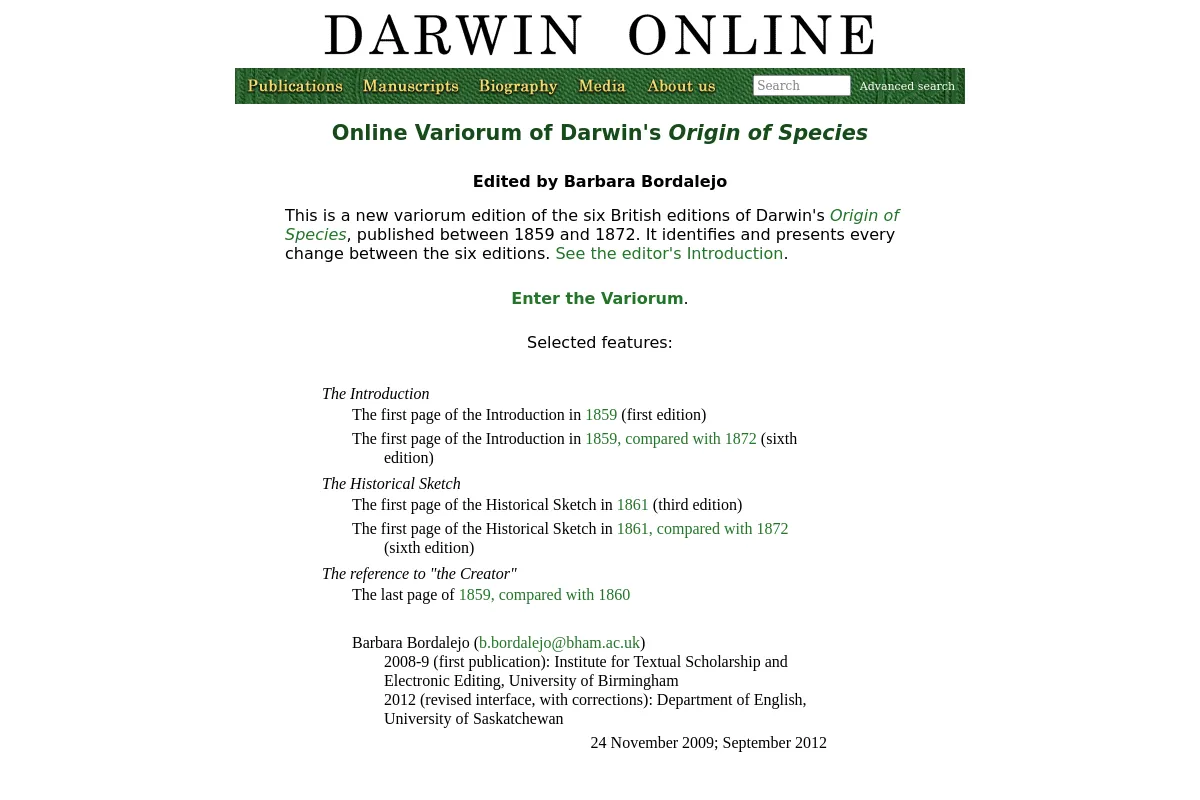 DARWIN ONLINE
Publications Manuscripts Biography Media About us Search Advanced search
Online Variorum of Darwin's Origin of Species
Edited by Barbara Bordalejo
This is a new variorum edition of the six British editions of Darwin's Origin of
Species, published between 1859 and 1872. It identifies and presents every
change between the six editions. See the editor's Introduction.
Enter the Variorum.
Selected features:
The Introduction
The first page of the Introduction in 1859 (first edition)
The first page of the Introduction in 1859, compared with 1872 (sixth
edition)
The Historical Sketch
The first page of the Historical Sketch in 1861 (third edition)
The first page of the Historical Sketch in 1861, compared with 1872
(sixth edition)
The reference to "the Creator"
The last page of 1859, compared with 1860
Barbara Bordalejo (b.bordalejo@bham.ac.uk)
2008-9 (first publication): Institute for Textual Scholarship and
Electronic Editing, University of Birmingham
2012 (revised interface, with corrections): Department of English,
University of Saskatchewan
24 November 2009; September 2012